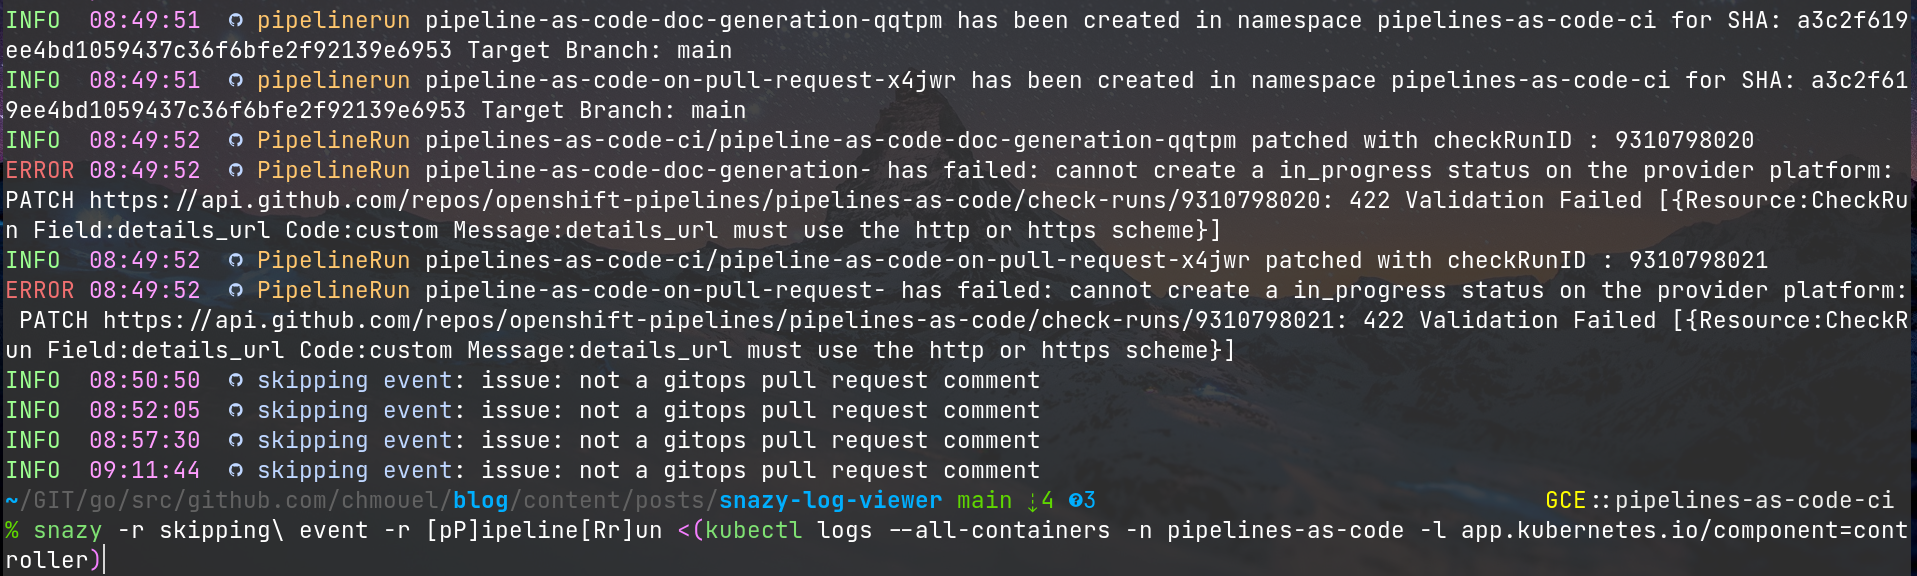 INFO  08:49:51  pipelinerun pipeline-as-code-doc-generation-qqtpm has been created in namespace pipelines-as-code-ci for SHA: a3c2f619
ee4bd1059437c36f6bfe2f92139e6953 Target Branch: main
INFO  08:49:51  pipelinerun pipeline-as-code-on-pull-request-x4jwr has been created in namespace pipelines-as-code-ci for SHA: a3c2f61
9ee4bd1059437c36f6bfe2f92139e6953 Target Branch: main
INFO  08:49:52  PipelineRun pipelines-as-code-ci/pipeline-as-code-doc-generation-qqtpm patched with checkRunID : 9310798020
ERROR 08:49:52  PipelineRun pipeline-as-code-doc-generation- has failed: cannot create a in_progress status on the provider platform:
PATCH https://api.github.com/repos/openshift-pipelines/pipelines-as-code/check-runs/9310798020: 422 Validation Failed [{Resource:CheckRu
n Field:details_url Code:custom Message:details_url must use the http or https scheme}]
INFO  08:49:52  PipelineRun pipelines-as-code-ci/pipeline-as-code-on-pull-request-x4jwr patched with checkRunID : 9310798021
ERROR 08:49:52  PipelineRun pipeline-as-code-on-pull-request- has failed: cannot create a in_progress status on the provider platform:
 PATCH https://api.github.com/repos/openshift-pipelines/pipelines-as-code/check-runs/9310798021: 422 Validation Failed [{Resource:CheckR
un Field:details_url Code:custom Message:details_url must use the http or https scheme}]
INFO  08:50:50  skipping event: issue: not a gitops pull request comment
INFO  08:52:05  skipping event: issue: not a gitops pull request comment
INFO  08:57:30  skipping event: issue: not a gitops pull request comment
INFO  09:11:44  skipping event: issue: not a gitops pull request comment
~/GIT/go/src/github.com/chmouel/blog/content/posts/snazy-log-viewer main ⇣4 ?3 GCE::pipelines-as-code-ci
% snazy -r skipping\ event -r [pP]ipeline[Rr]un <(kubectl logs --all-containers -n pipelines-as-code -l app.kubernetes.io/component=cont
roller)